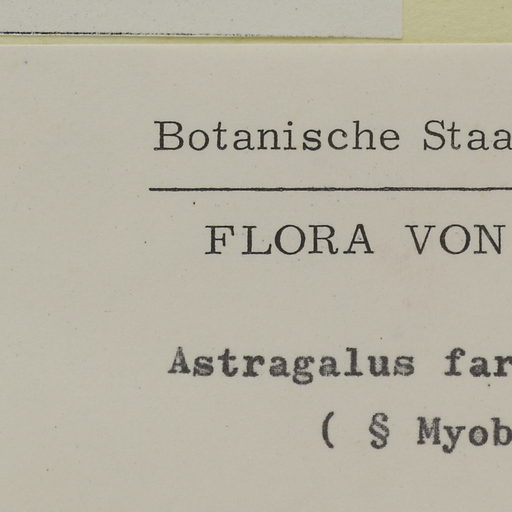 Botanische Staa
FLORA VON
Astragalus far
( § Myob